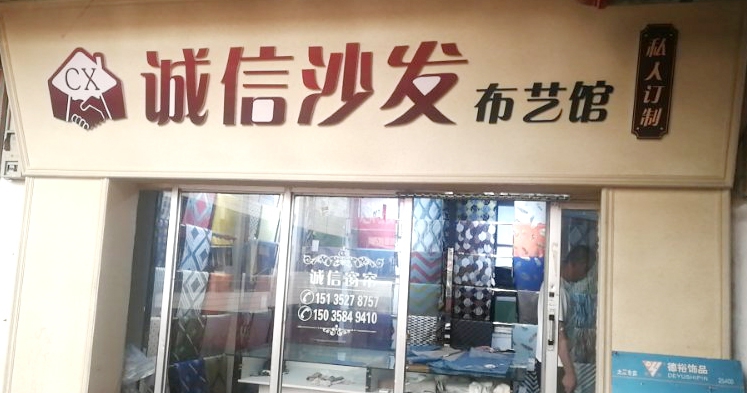 CX
诚信沙发 布艺馆
私人订制
诚信窗帘
151 3527 8757
150 3584 9410
德裕饰品
DEYUSHIPIN